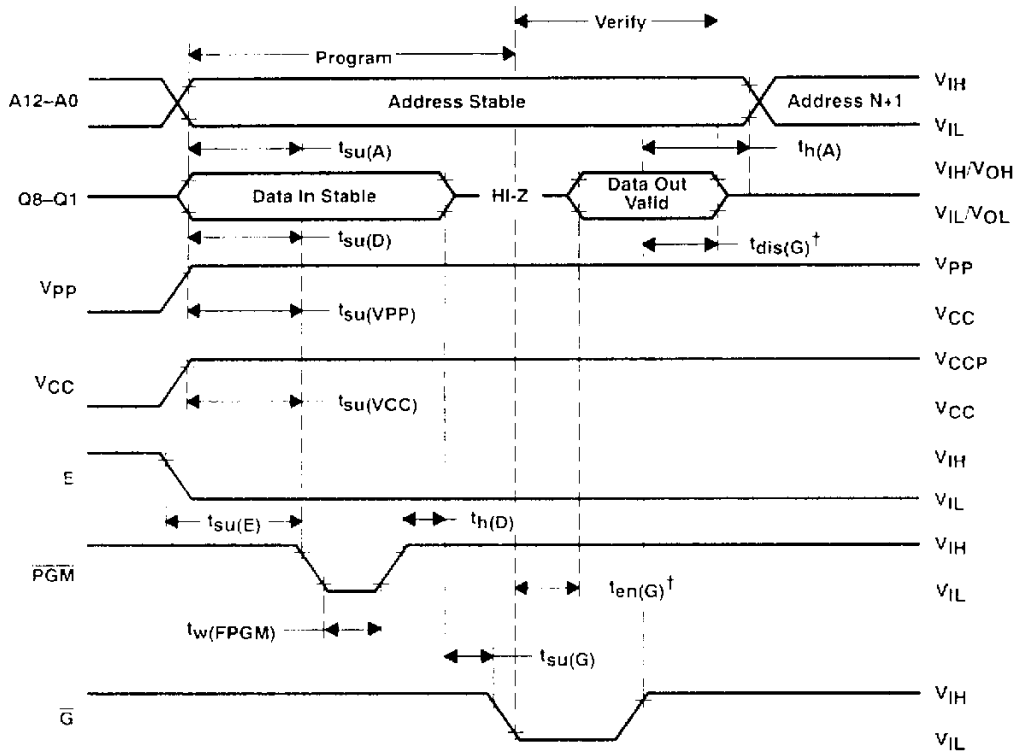 Verify
Program
A12–A0
Address Stable
Address N+1
VIH
VIL
tsu(A)
th(A)
Q8–Q1
Data In Stable
HI-Z
Data Out
Valid
VIH/VOH
VIL/VOL
tsu(D)
tdis(G)†
VPP
VPP
tsu(VPP)
VCC
VCC
VCCP
tsu(VCC)
VCC
E
VIH
VIL
tsu(E)
th(D)
PGM
VIH
ten(G)†
VIL
tw(FPGM)
tsu(G)
G
VIH
VIL